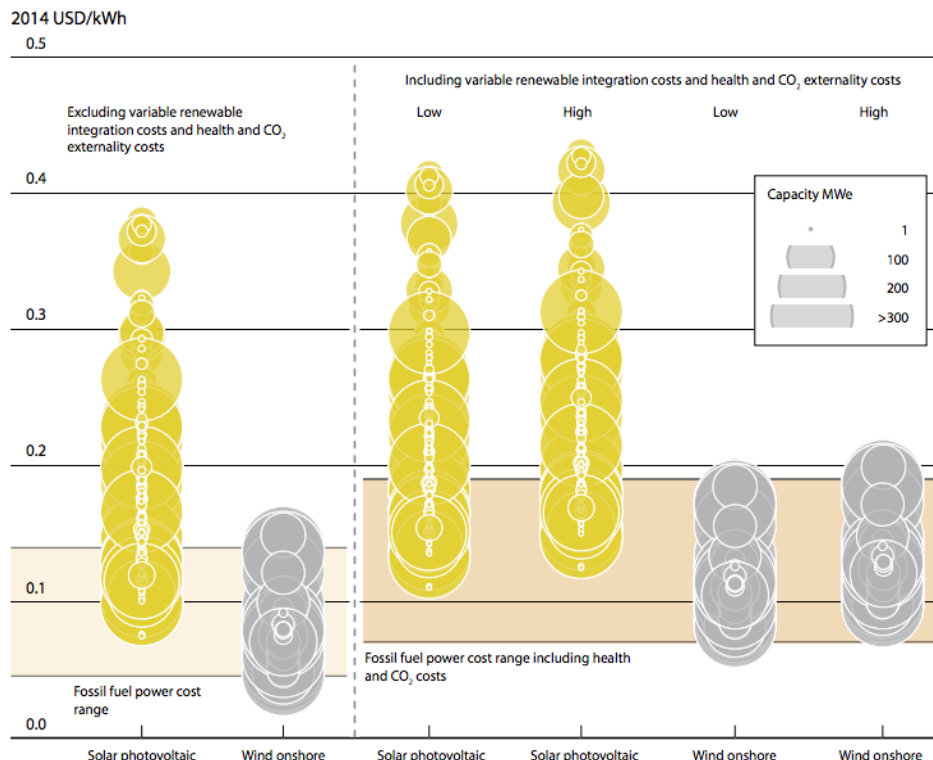 2014 USD/kWh
0.5
Including variable renewable integration costs and health and CO₂ externality costs
Excluding variable renewable
integration costs and health and CO₂
externality costs
Low
High
Low
High
0.4
Capacity MWe
1
100
200
>300
0.3
0.2
0.1
Fossil fuel power cost range including health
and CO₂ costs
Fossil fuel power cost
range
0.0
Solar photovoltaic
Wind onshore
Solar photovoltaic
Solar photovoltaic
Wind onshore
Wind onshore